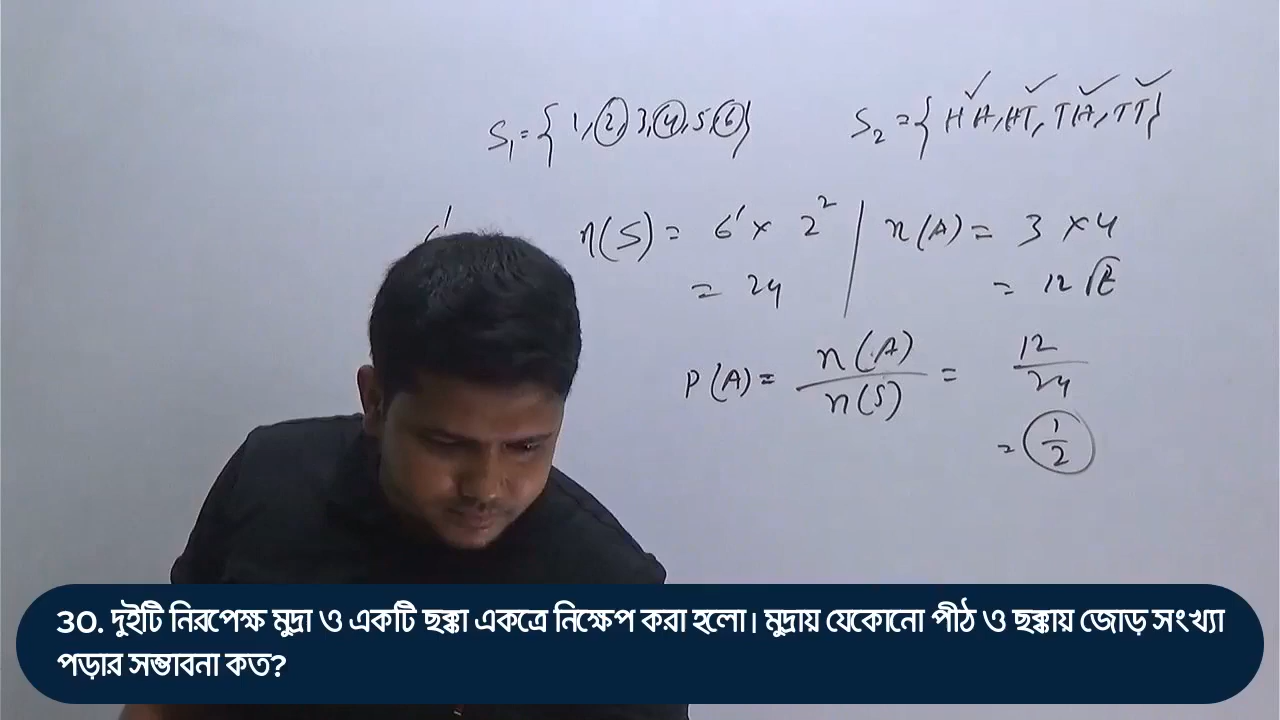 S₁ = { 1, 2, 3, 4, 5, 6 }
S₂ = { HH, HT, TH, TT }
n(S) = 6¹ × 2²
= 24
n(A) = 3 × 4
= 12
P(A) = n(A)/n(S) = 12/24
= 1/2
30. দুইটি নিরপেক্ষ মুদ্রা ও একটি ছক্কা একত্রে নিক্ষেপ করা হলো। মুদ্রায় যেকোনো পীঠ ও ছক্কায় জোড় সংখ্যা
পড়ার সম্ভাবনা কত?